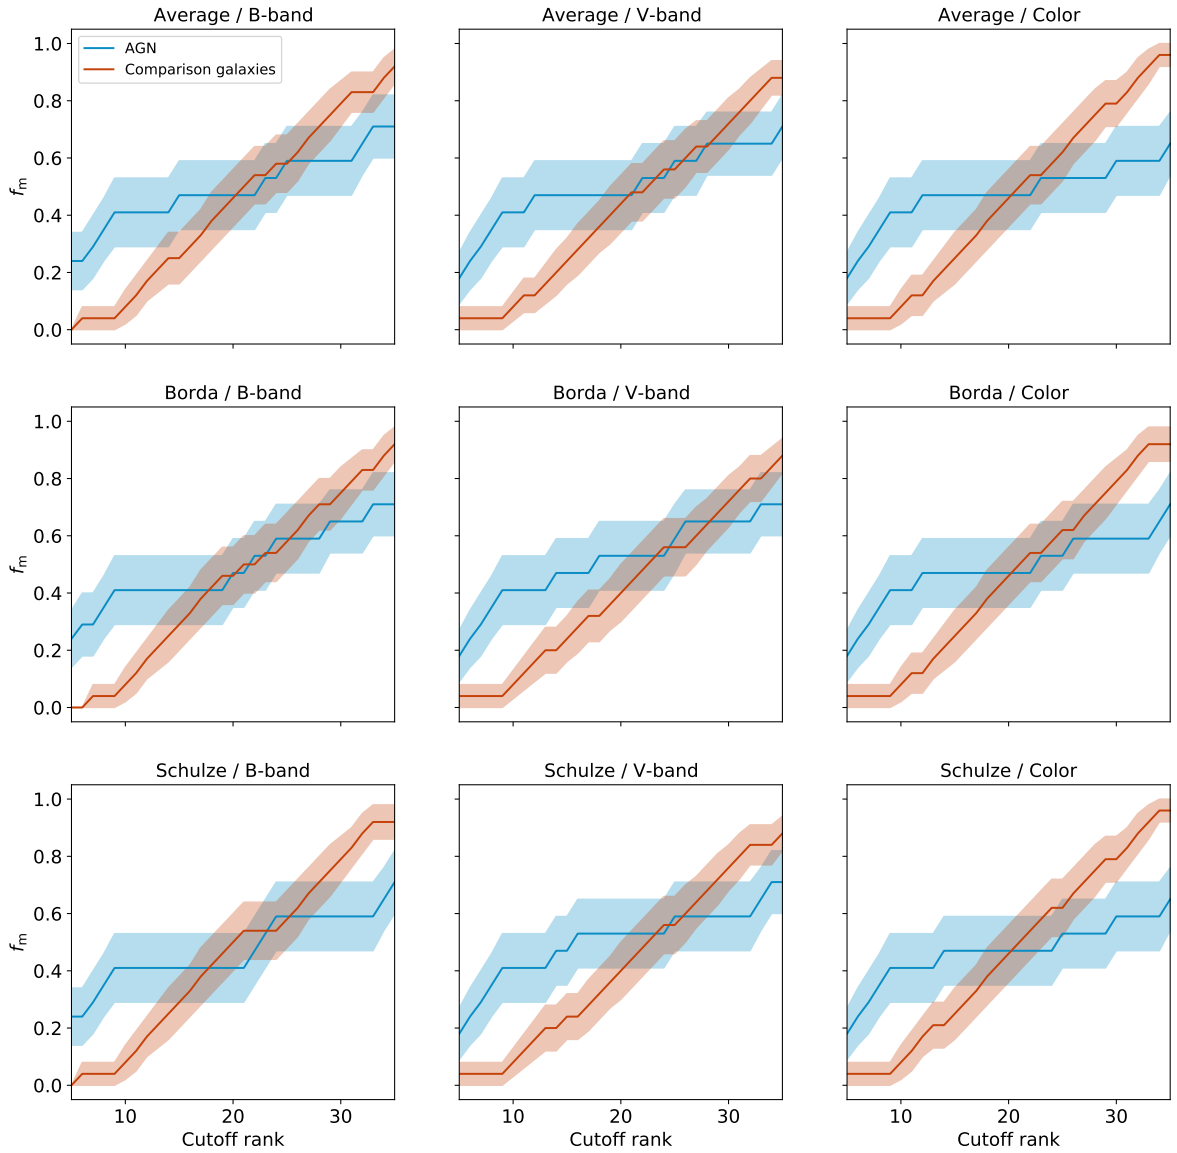 Average / B-band
Average / V-band
Average / Color
AGN
Comparison galaxies
1.0
0.8
0.6
0.4
0.2
0.0
fm
Borda / B-band
Borda / V-band
Borda / Color
1.0
0.8
0.6
0.4
0.2
0.0
fm
Schulze / B-band
Schulze / V-band
Schulze / Color
1.0
0.8
0.6
0.4
0.2
0.0
fm
10 20 30
10 20 30
10 20 30
Cutoff rank
Cutoff rank
Cutoff rank